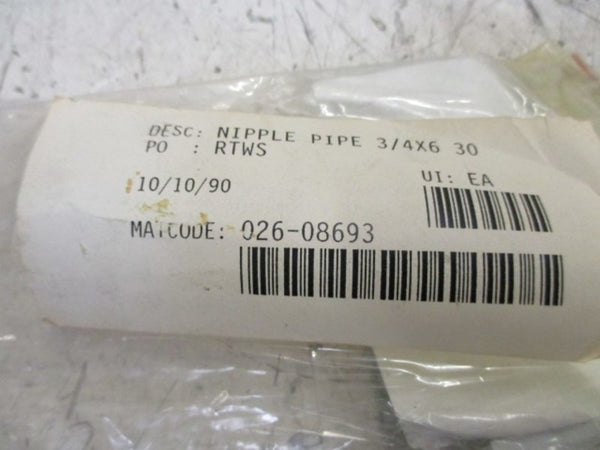 DESC: NIPPLE PIPE 3/4X6 30
PO : RTWS
10/10/90
UI: EA
MATCODE: 026-08693